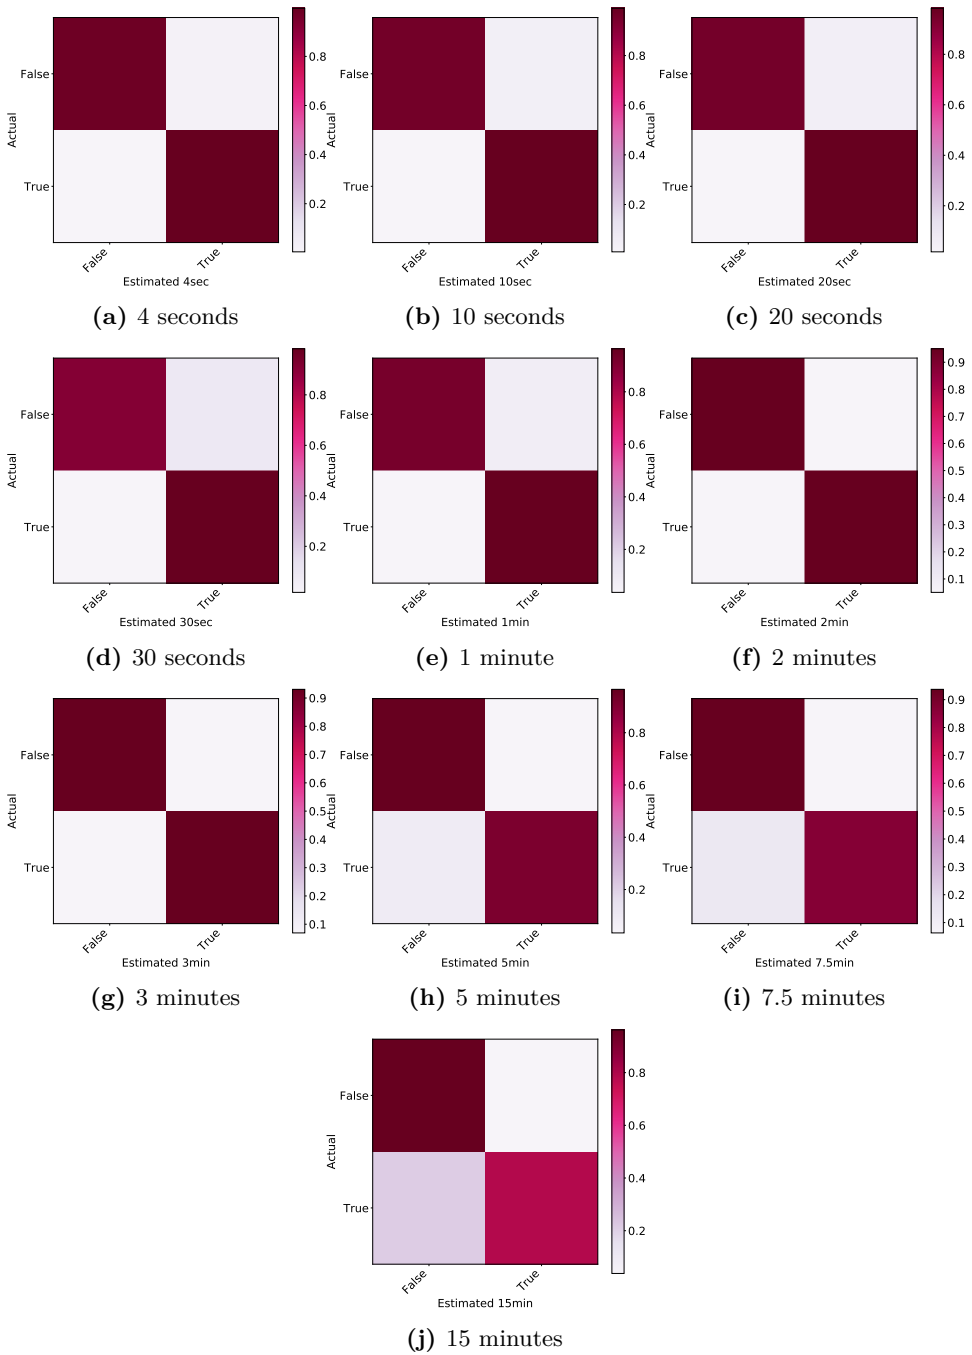 False
True
Actual
False
True
Estimated 4sec
0.8
0.6
0.4
0.2
(a) 4 seconds
False
True
Actual
False
True
Estimated 10sec
0.8
0.6
0.4
0.2
(b) 10 seconds
False
True
Actual
False
True
Estimated 20sec
0.8
0.6
0.4
0.2
(c) 20 seconds
False
True
Actual
False
True
Estimated 30sec
0.8
0.6
0.4
0.2
(d) 30 seconds
False
True
Actual
False
True
Estimated 1min
0.8
0.6
0.4
0.2
(e) 1 minute
False
True
Actual
False
True
Estimated 2min
0.9
0.8
0.7
0.6
0.5
0.4
0.3
0.2
0.1
(f) 2 minutes
False
True
Actual
False
True
Estimated 3min
0.9
0.8
0.7
0.6
0.5
0.4
0.3
0.2
0.1
(g) 3 minutes
False
True
Actual
False
True
Estimated 5min
0.8
0.6
0.4
0.2
(h) 5 minutes
False
True
Actual
False
True
Estimated 7.5min
0.9
0.8
0.7
0.6
0.5
0.4
0.3
0.2
0.1
(i) 7.5 minutes
False
True
Actual
False
True
Estimated 15min
0.8
0.6
0.4
0.2
(j) 15 minutes